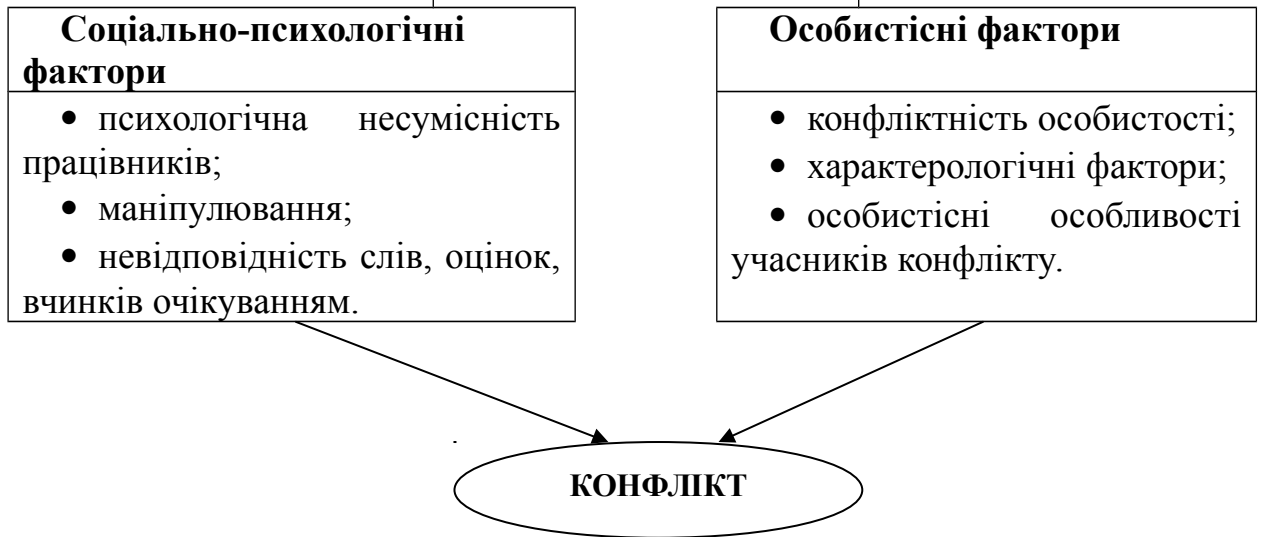 Соціально-психологічні
фактори
• психологічна несумісність
працівників;
• маніпулювання;
• невідповідність слів, оцінок,
вчинків очікуванням.
Особистісні фактори
• конфліктність особистості;
• характерологічні фактори;
• особистісні особливості
учасників конфлікту.
КОНФЛІКТ